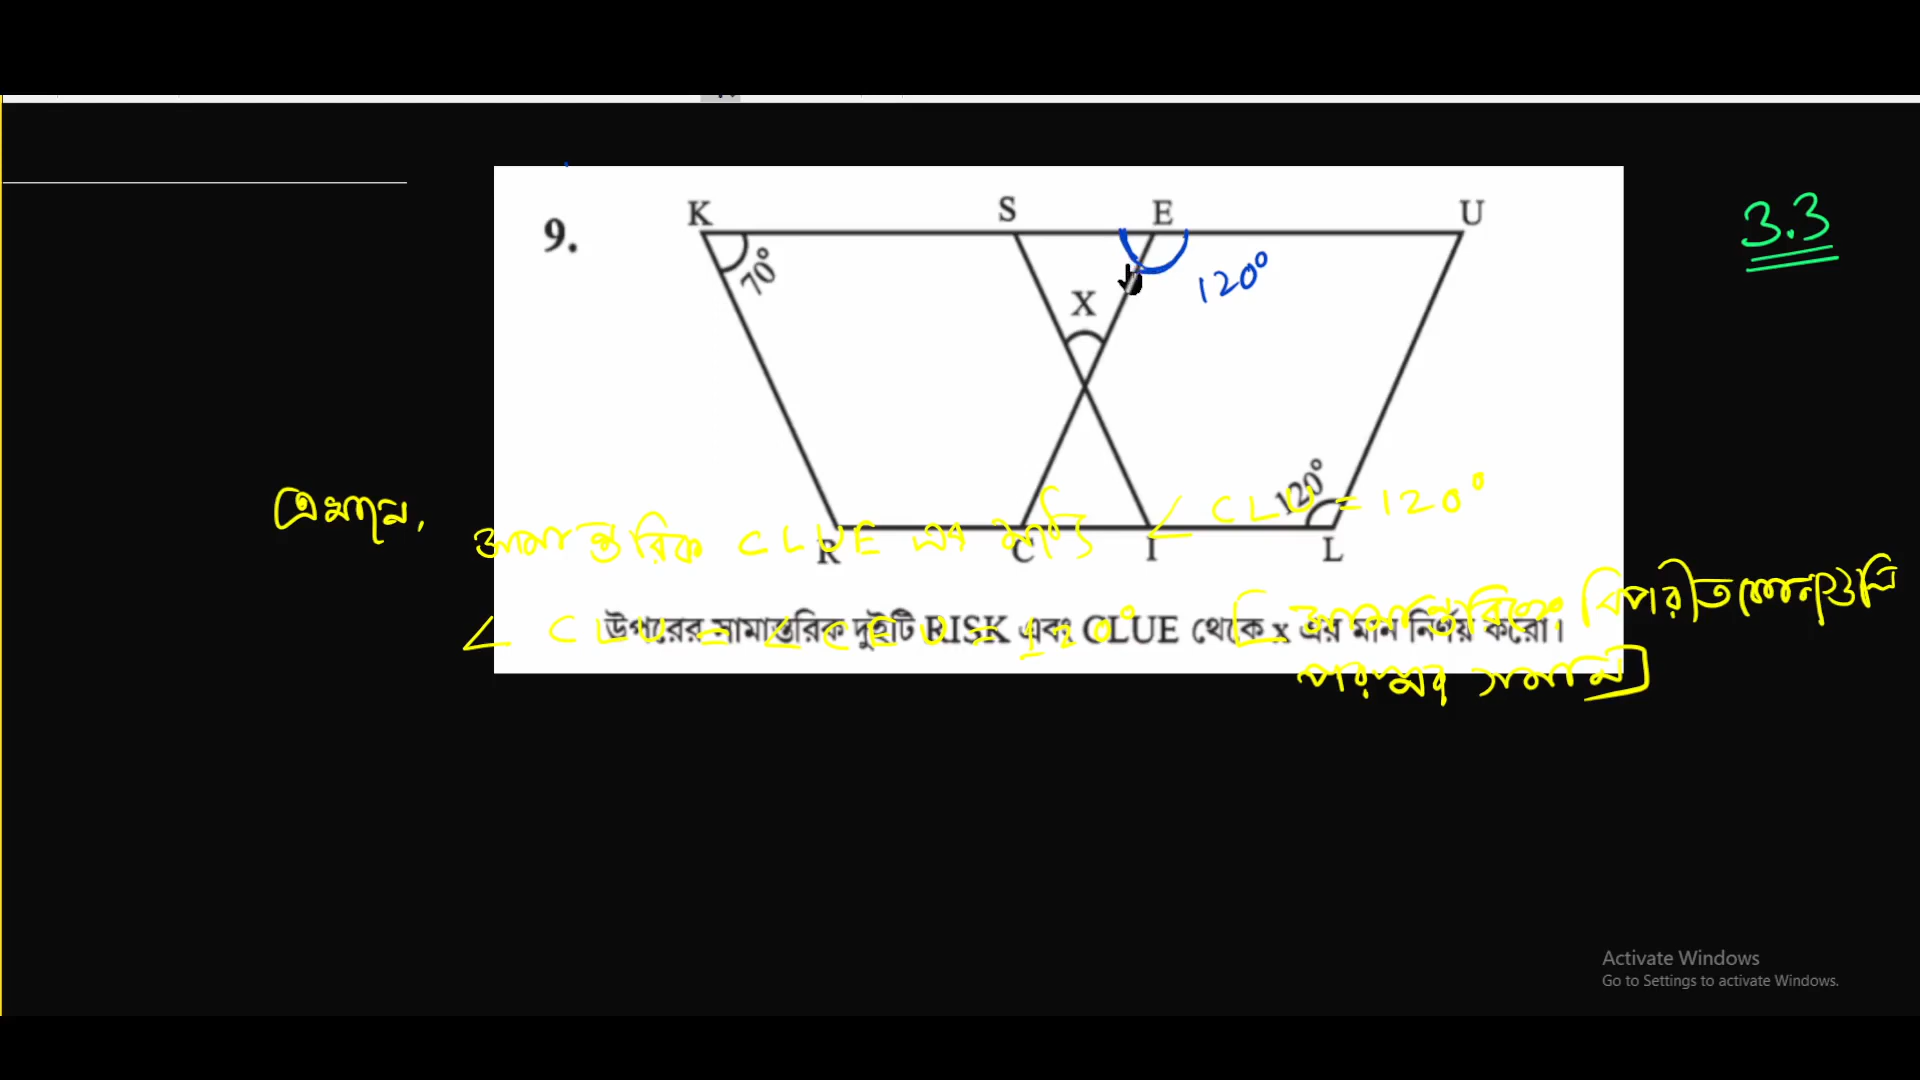 K S E U
9.
3.3
70°
120°
X
120°
এখানে,
সামান্তরিক CLUE এর মধ্যে ∠CLU = 120°
R C I L
উপরের সামান্তরিক দুইটি RISK এবং CLUE থেকে x এর মান নির্ণয় করো।
∠CLU = ∠CEU = 120° [সামান্তরিকের বিপরীত কোণগুলি
পরস্পর সমান]
Activate Windows
Go to Settings to activate Windows.